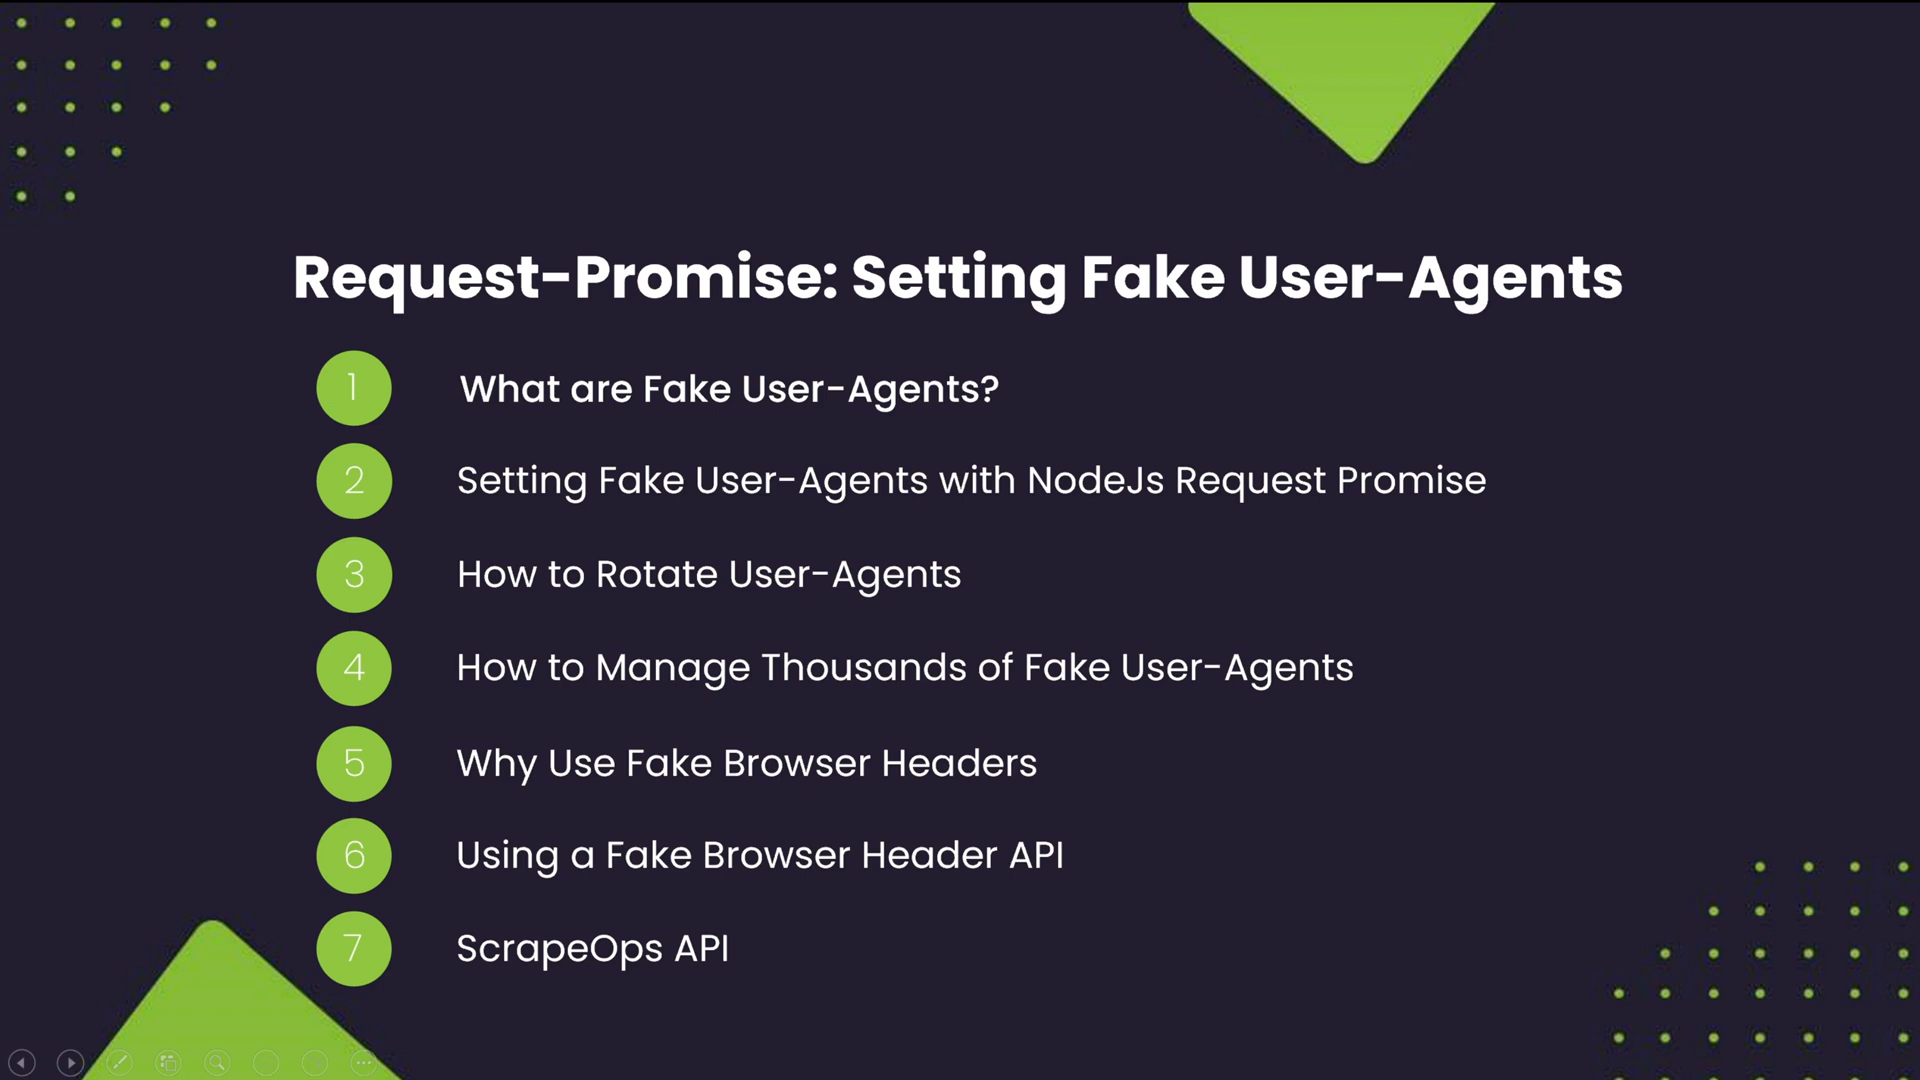 Request-Promise: Setting Fake User-Agents
1 What are Fake User-Agents?
2 Setting Fake User-Agents with NodeJs Request Promise
3 How to Rotate User-Agents
4 How to Manage Thousands of Fake User-Agents
5 Why Use Fake Browser Headers
6 Using a Fake Browser Header API
7 ScrapeOps API